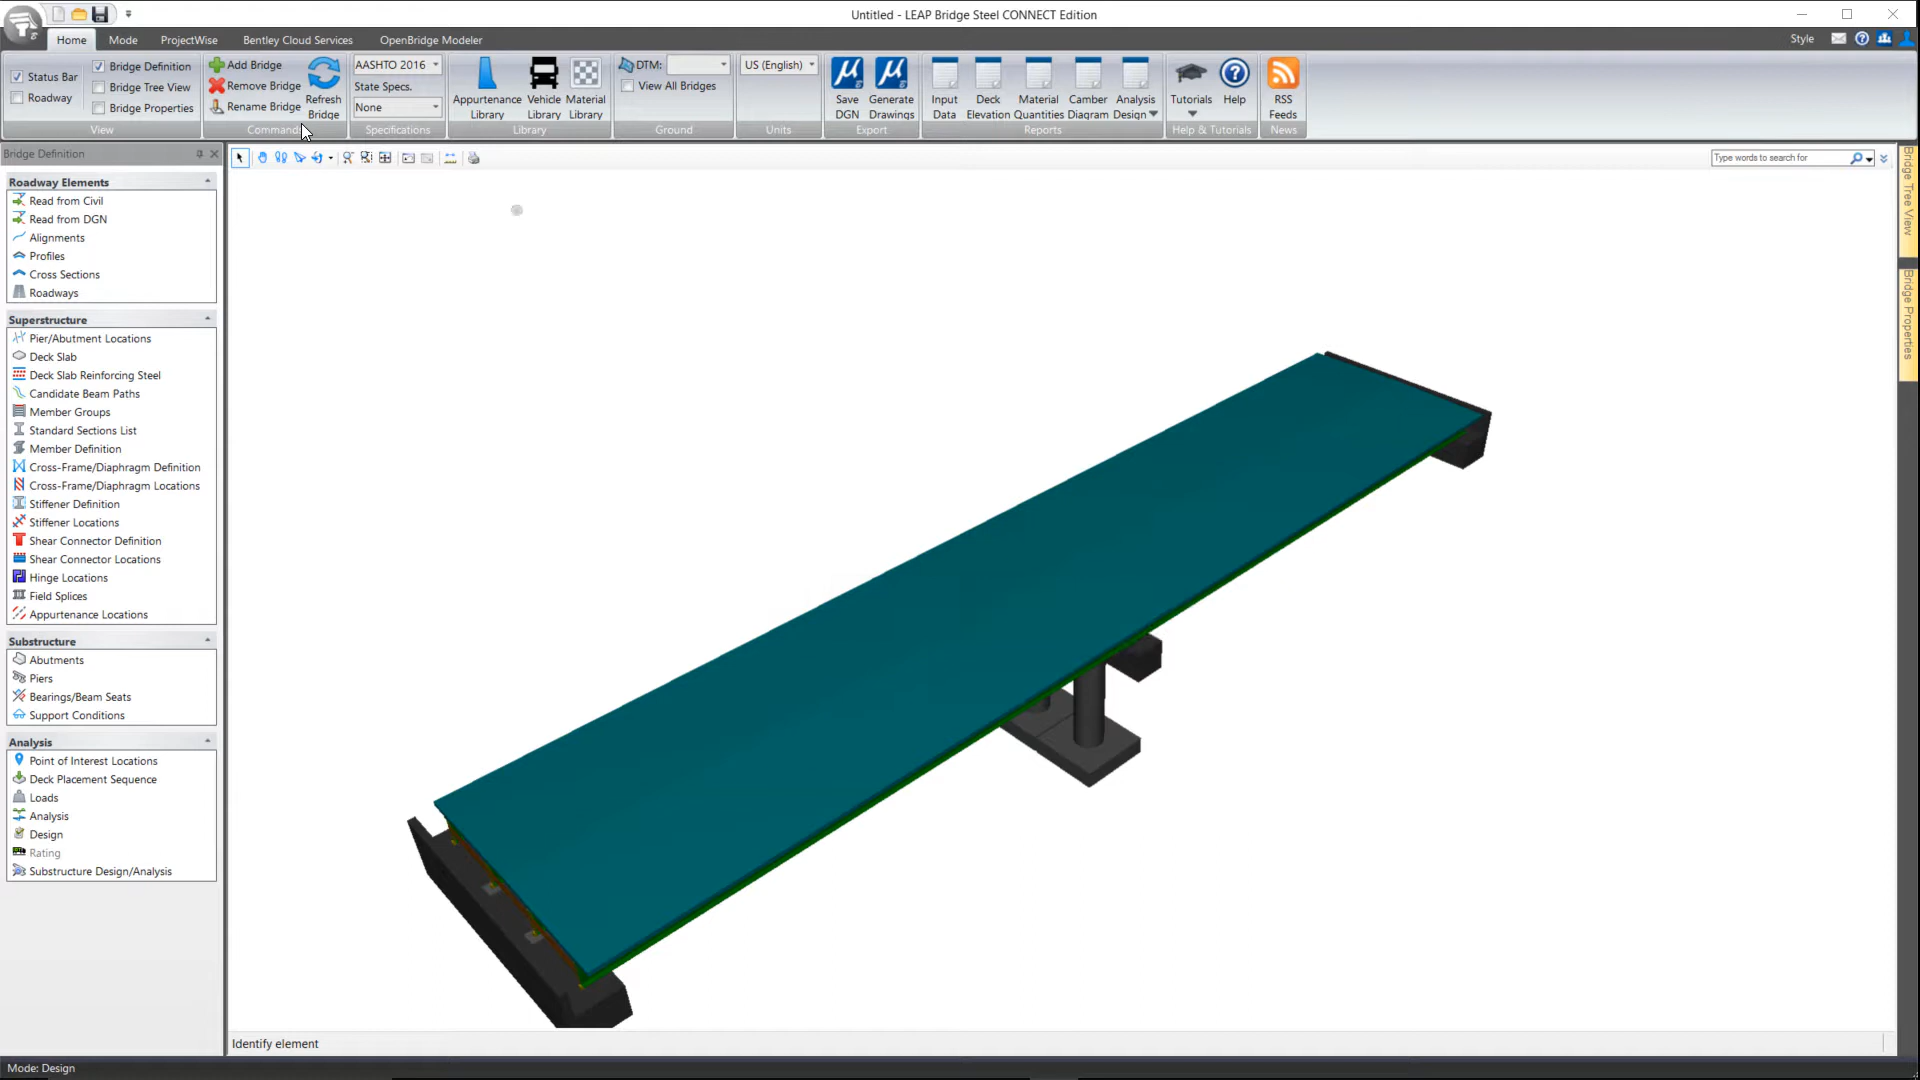 Untitled - LEAP Bridge Steel CONNECT Edition
Home Mode ProjectWise Bentley Cloud Services OpenBridge Modeler Style
Status Bar
Roadway
Bridge Definition
Bridge Tree View
Bridge Properties
View
Add Bridge
Remove Bridge
Rename Bridge
Refresh
Bridge
Command
AASHTO 2016
State Specs.
None
Specifications
Appurtenance
Library
Vehicle
Library
Material
Library
Library
DTM:
View All Bridges
Ground
US (English)
Units
Save
DGN
Generate
Drawings
Export
Input
Data
Deck
Elevation
Material
Quantities
Camber
Diagram
Analysis
Design
Reports
Tutorials
Help
Help & Tutorials
RSS
Feeds
News
Bridge Definition
Type words to search for
Bridge Tree View
Bridge Properties
Roadway Elements
Read from Civil
Read from DGN
Alignments
Profiles
Cross Sections
Roadways
Superstructure
Pier/Abutment Locations
Deck Slab
Deck Slab Reinforcing Steel
Candidate Beam Paths
Member Groups
Standard Sections List
Member Definition
Cross-Frame/Diaphragm Definition
Cross-Frame/Diaphragm Locations
Stiffener Definition
Stiffener Locations
Shear Connector Definition
Shear Connector Locations
Hinge Locations
Field Splices
Appurtenance Locations
Substructure
Abutments
Piers
Bearings/Beam Seats
Support Conditions
Analysis
Point of Interest Locations
Deck Placement Sequence
Loads
Analysis
Design
Rating
Substructure Design/Analysis
Identify element
Mode: Design